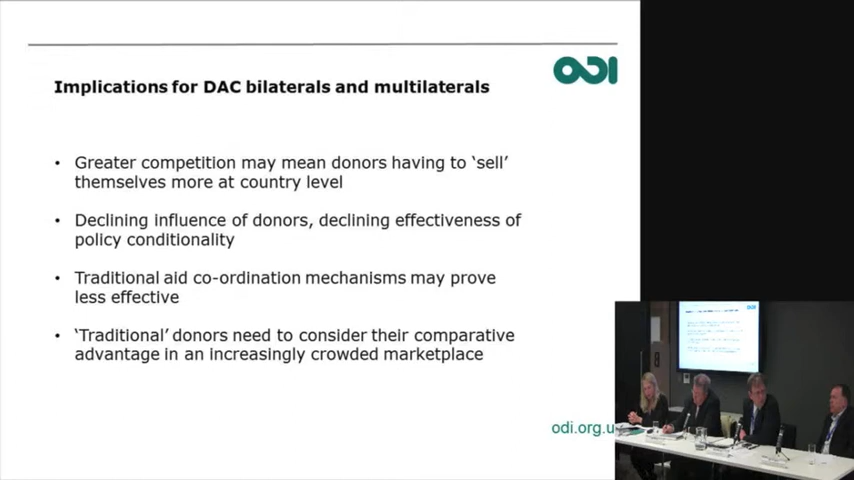 ODI
Implications for DAC bilaterals and multilaterals
• Greater competition may mean donors having to ‘sell’
themselves more at country level
• Declining influence of donors, declining effectiveness of
policy conditionality
• Traditional aid co-ordination mechanisms may prove
less effective
• ‘Traditional’ donors need to consider their comparative
advantage in an increasingly crowded marketplace
odi.org.u
ODI